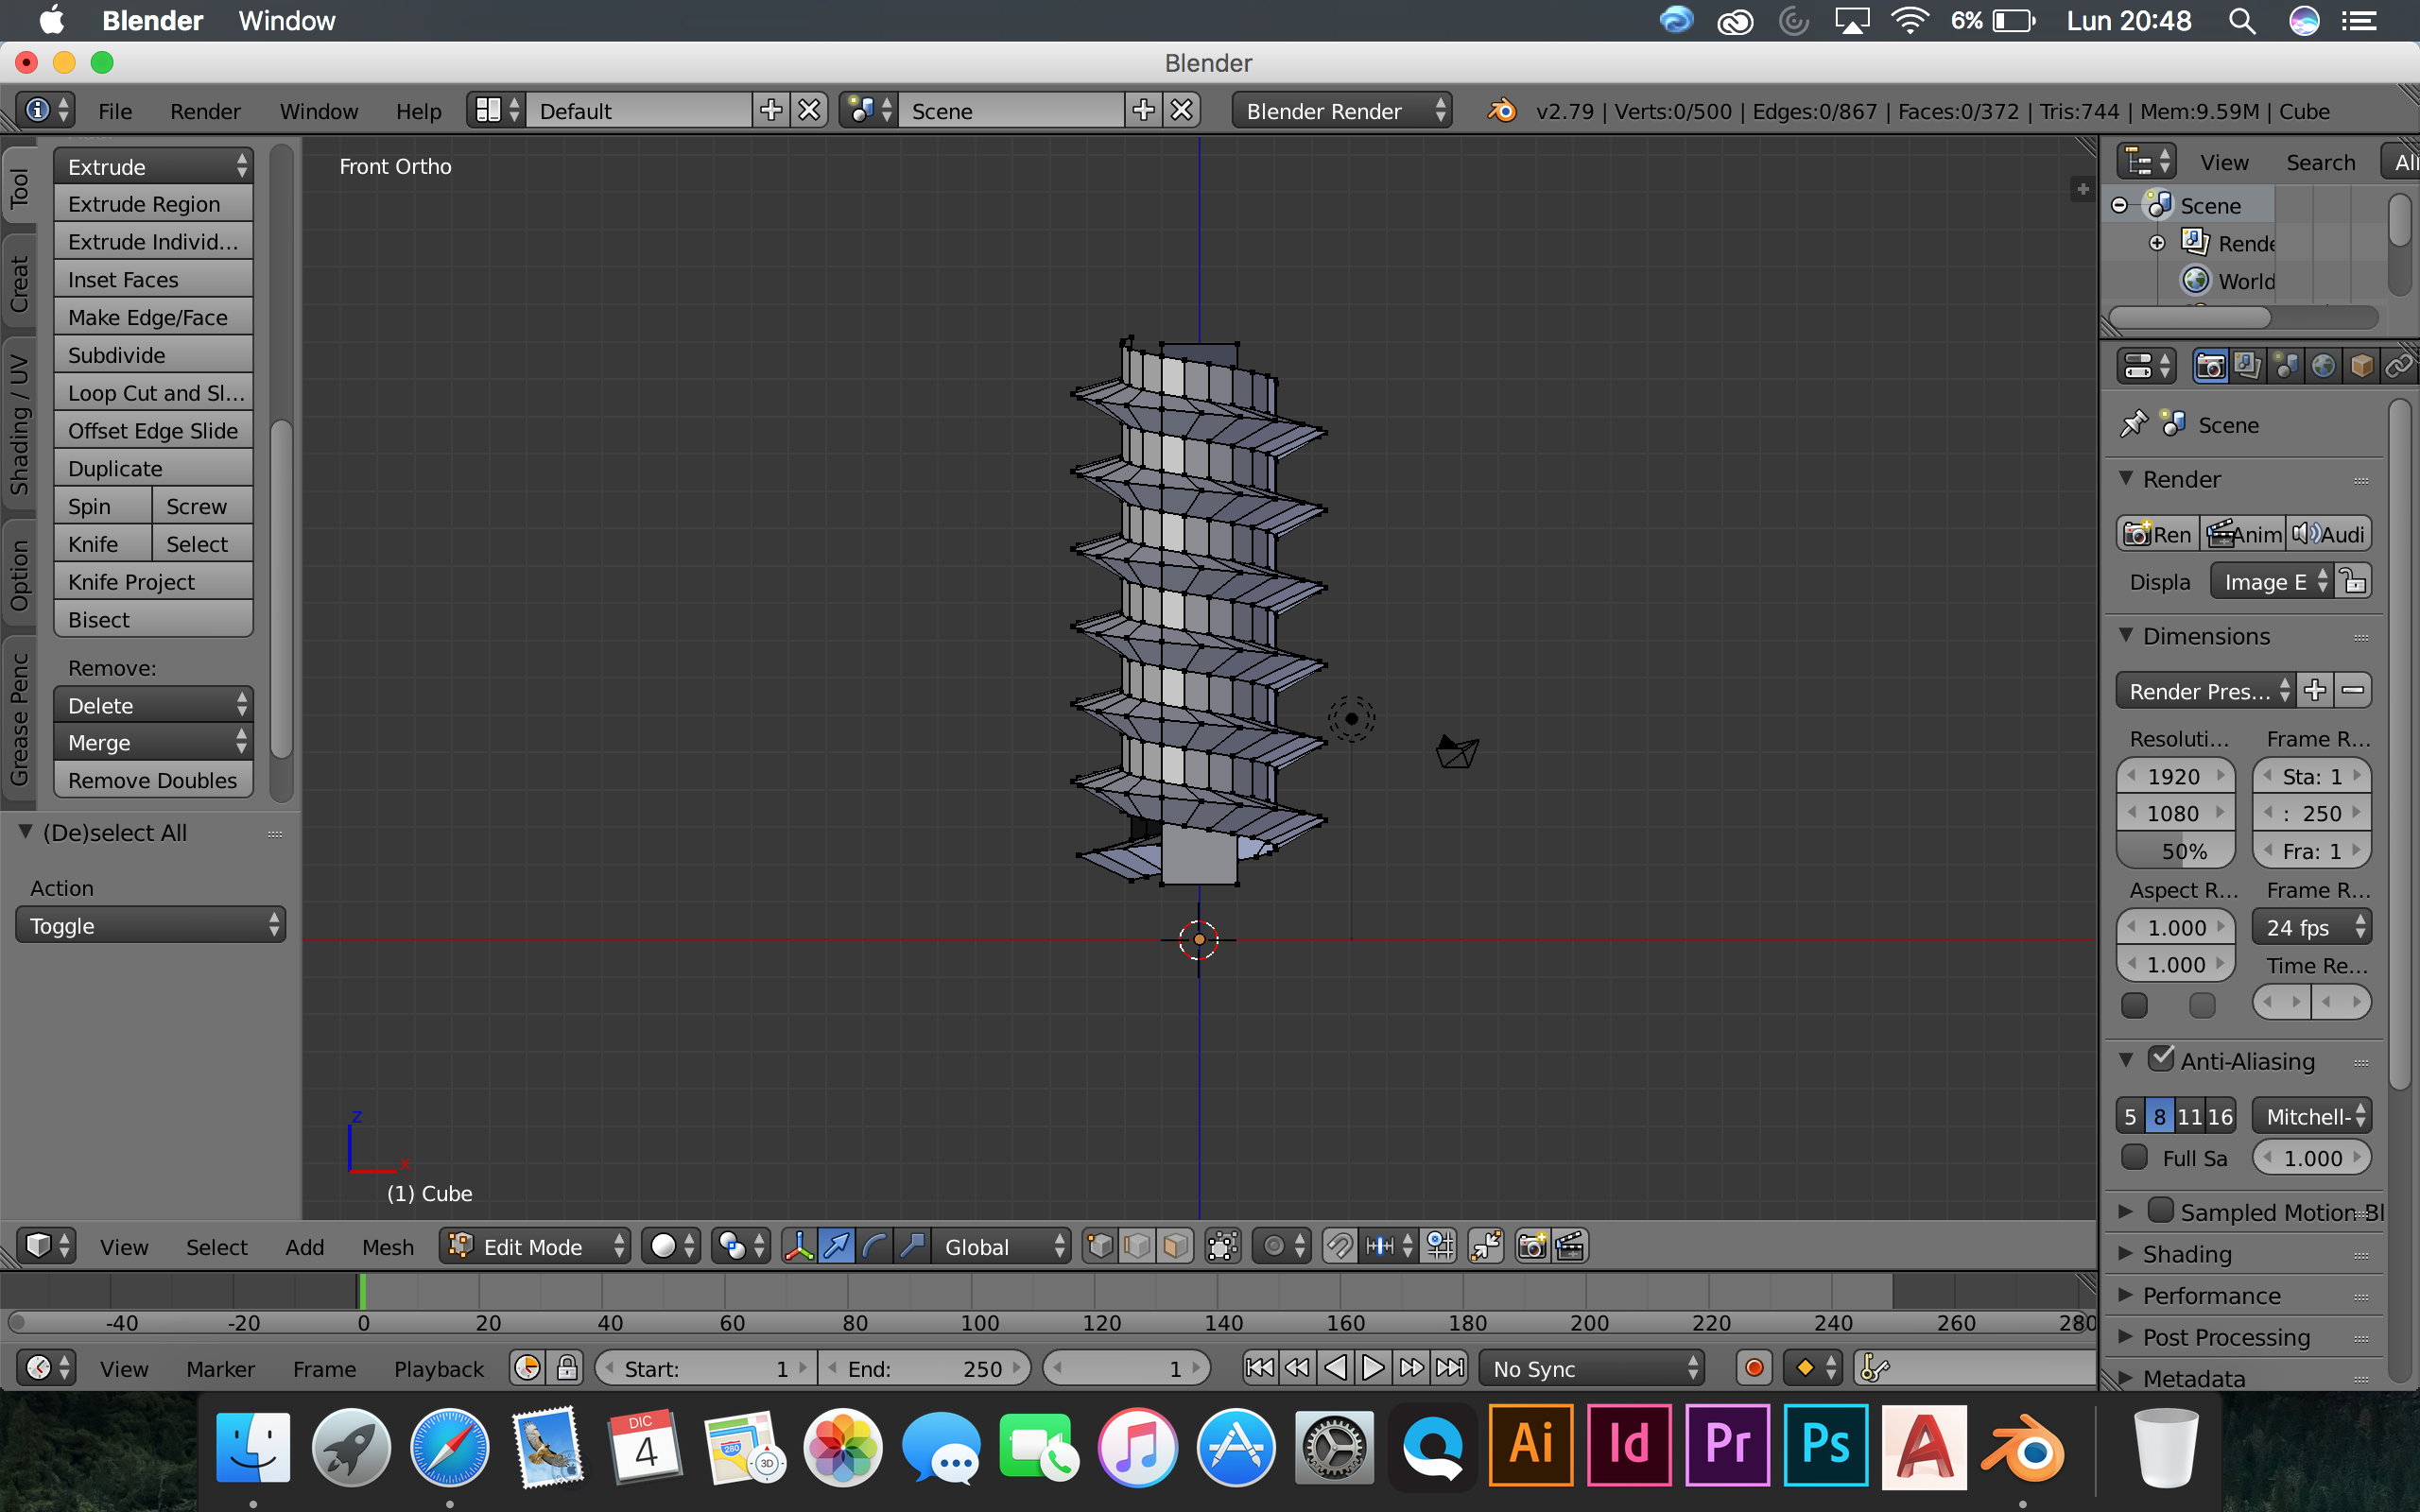 Blender Window 6% Lun 20:48
Blender
File Render Window Help Default Scene Blender Render v2.79 | Verts:0/500 | Edges:0/867 | Faces:0/372 | Tris:744 | Mem:9.59M | Cube
Tool
Creat
Shading / UV
Option
Grease Penc
Extrude
Extrude Region
Extrude Individ...
Inset Faces
Make Edge/Face
Subdivide
Loop Cut and Sl...
Offset Edge Slide
Duplicate
Spin Screw
Knife Select
Knife Project
Bisect
Remove:
Delete
Merge
Remove Doubles
(De)select All
Action
Toggle
Front Ortho
z
x
(1) Cube
View Search All
Scene
Rende
World
Scene
Render
Ren Anim Audi
Displa Image E
Dimensions
Render Pres...
Resoluti... Frame R...
1920 Sta: 1
1080 : 250
50% Fra: 1
Aspect R... Frame R...
1.000 24 fps
1.000 Time Re...
Anti-Aliasing
5 8 11 16 Mitchell-
Full Sa 1.000
Sampled Motion Bl
Shading
Performance
Post Processing
Metadata
View Select Add Mesh Edit Mode Global
-40 -20 0 20 40 60 80 100 120 140 160 180 200 220 240 260 280
View Marker Frame Playback Start: 1 End: 250 1 No Sync
DIC
4
280
3D
Ai Id Pr Ps